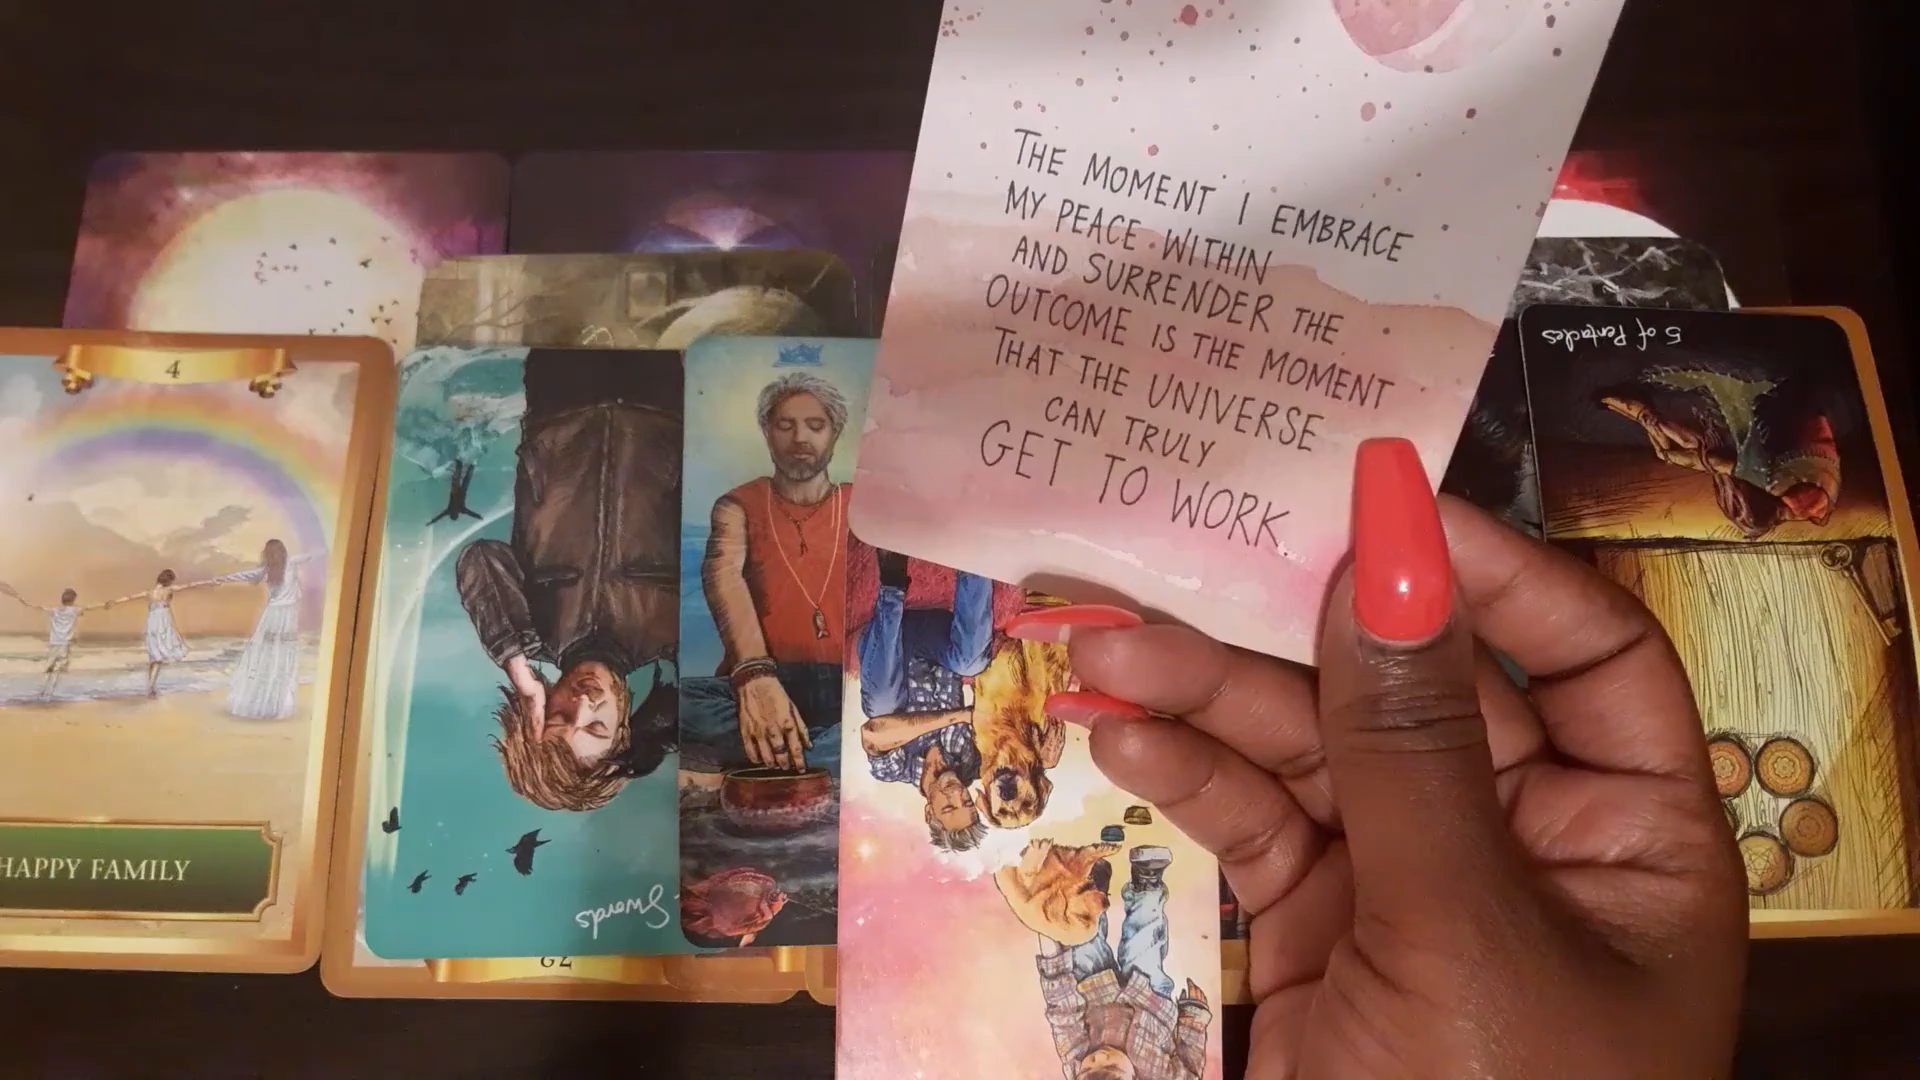 THE MOMENT I EMBRACE
MY PEACE WITHIN
AND SURRENDER THE
OUTCOME IS THE MOMENT
THAT THE UNIVERSE
CAN TRULY
GET TO WORK
4
HAPPY FAMILY
Swords
5 of Pentacles